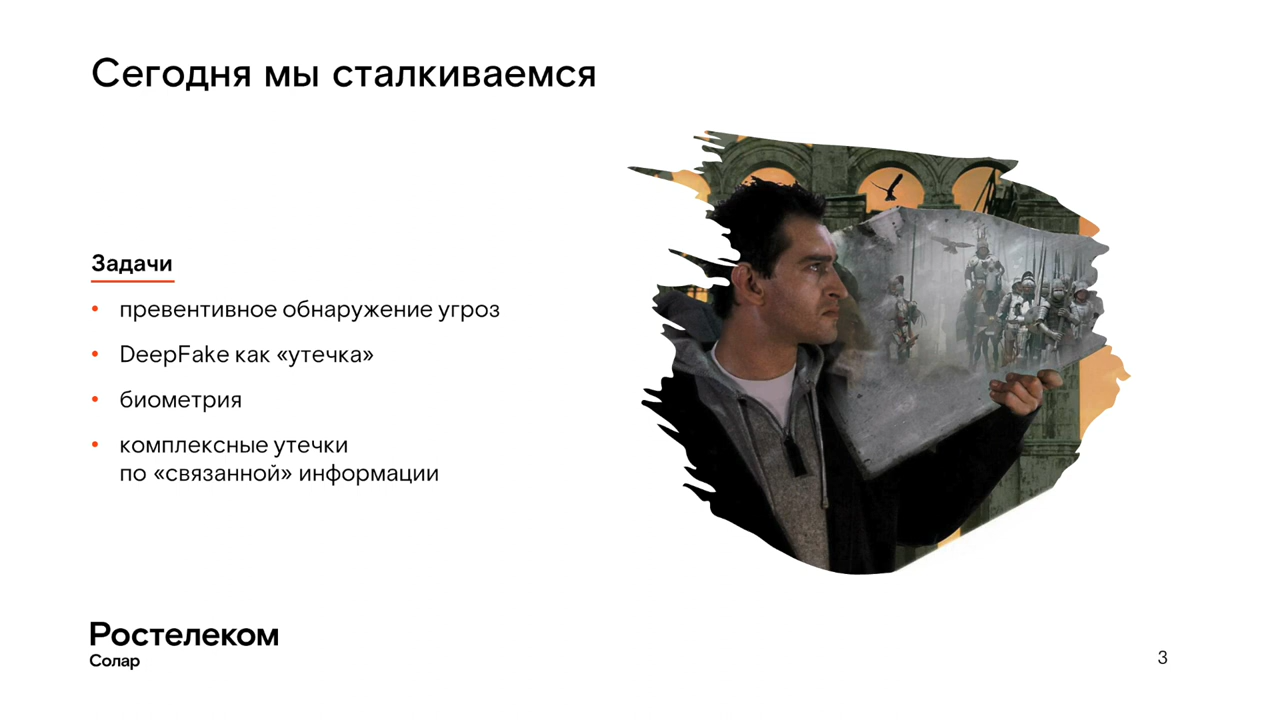 Сегодня мы сталкиваемся
Задачи
• превентивное обнаружение угроз
• DeepFake как «утечка»
• биометрия
• комплексные утечки
по «связанной» информации
Ростелеком
Солар
3